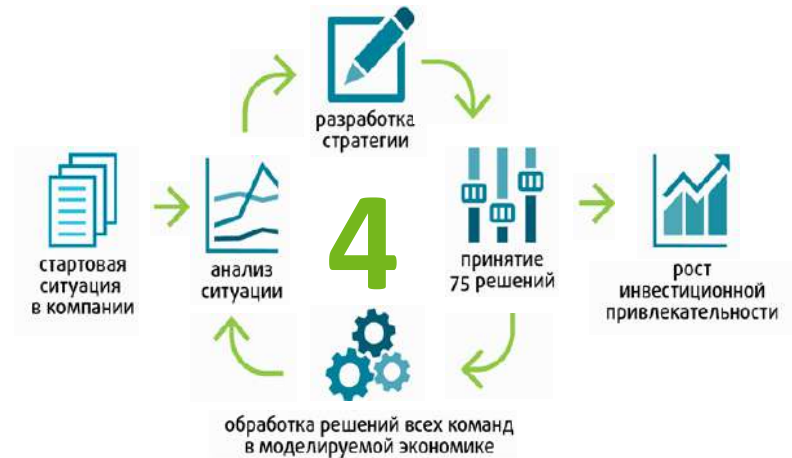 разработка
стратегии
стартовая
ситуация
в компании
анализ
ситуации
4
принятие
75 решений
рост
инвестиционной
привлекательности
обработка решений всех команд
в моделируемой экономике